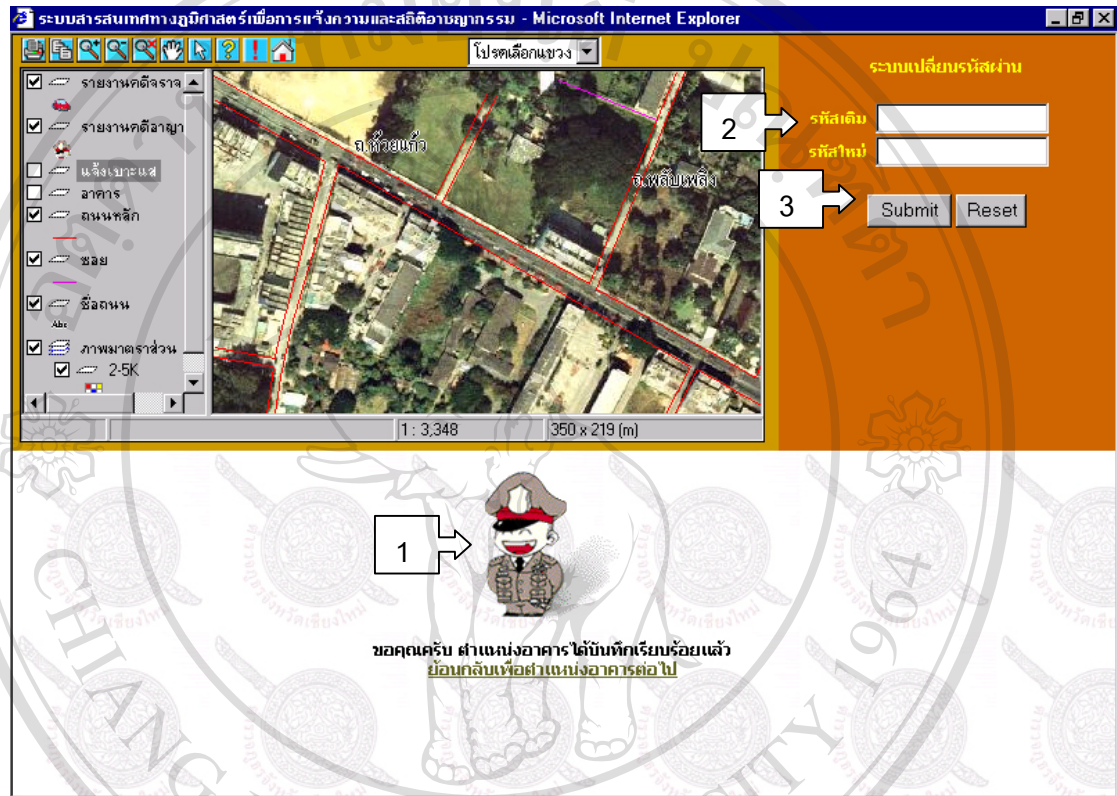 ระบบสารสนเทศทางภูมิศาสตร์เพื่อการแจ้งความและสถิติอาชญากรรม - Microsoft Internet Explorer
โปรดเลือกแขวง
ระบบเปลี่ยนรหัสผ่าน
รายงานคดีจราจ
รายงานคดีอาญา
แจ้งเบาะแส
อาคาร
ถนนหลัก
ซอย
ชื่อถนน
Abc
ภาพมาตราส่วน
2-5K
ถ.ห้วยแก้ว
ถ.พลับเพลิง
2
รหัสเดิม
รหัสใหม่
3
Submit Reset
1 : 3,348 350 x 219 (m)
1
ขอคุณครับ ตำแหน่งอาคารได้บันทึกเรียบร้อยแล้ว
ย้อนกลับเพื่อตำแหน่งอาคารต่อไป
CHIANG
SITY 1964